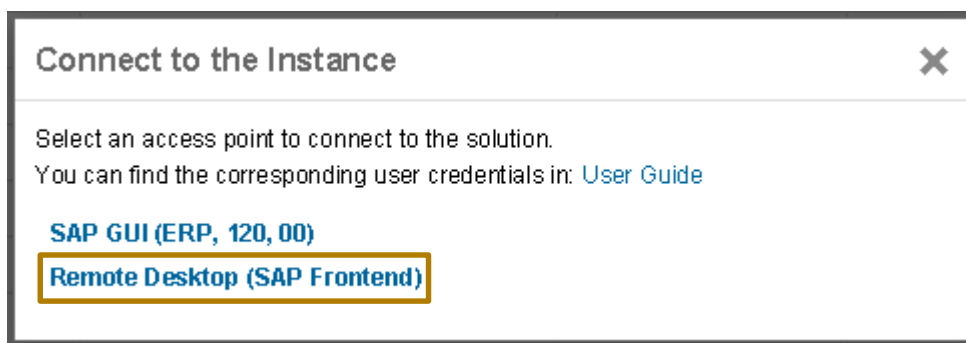 Connect to the Instance
Select an access point to connect to the solution.
You can find the corresponding user credentials in: User Guide
SAP GUI (ERP, 120, 00)
Remote Desktop (SAP Frontend)